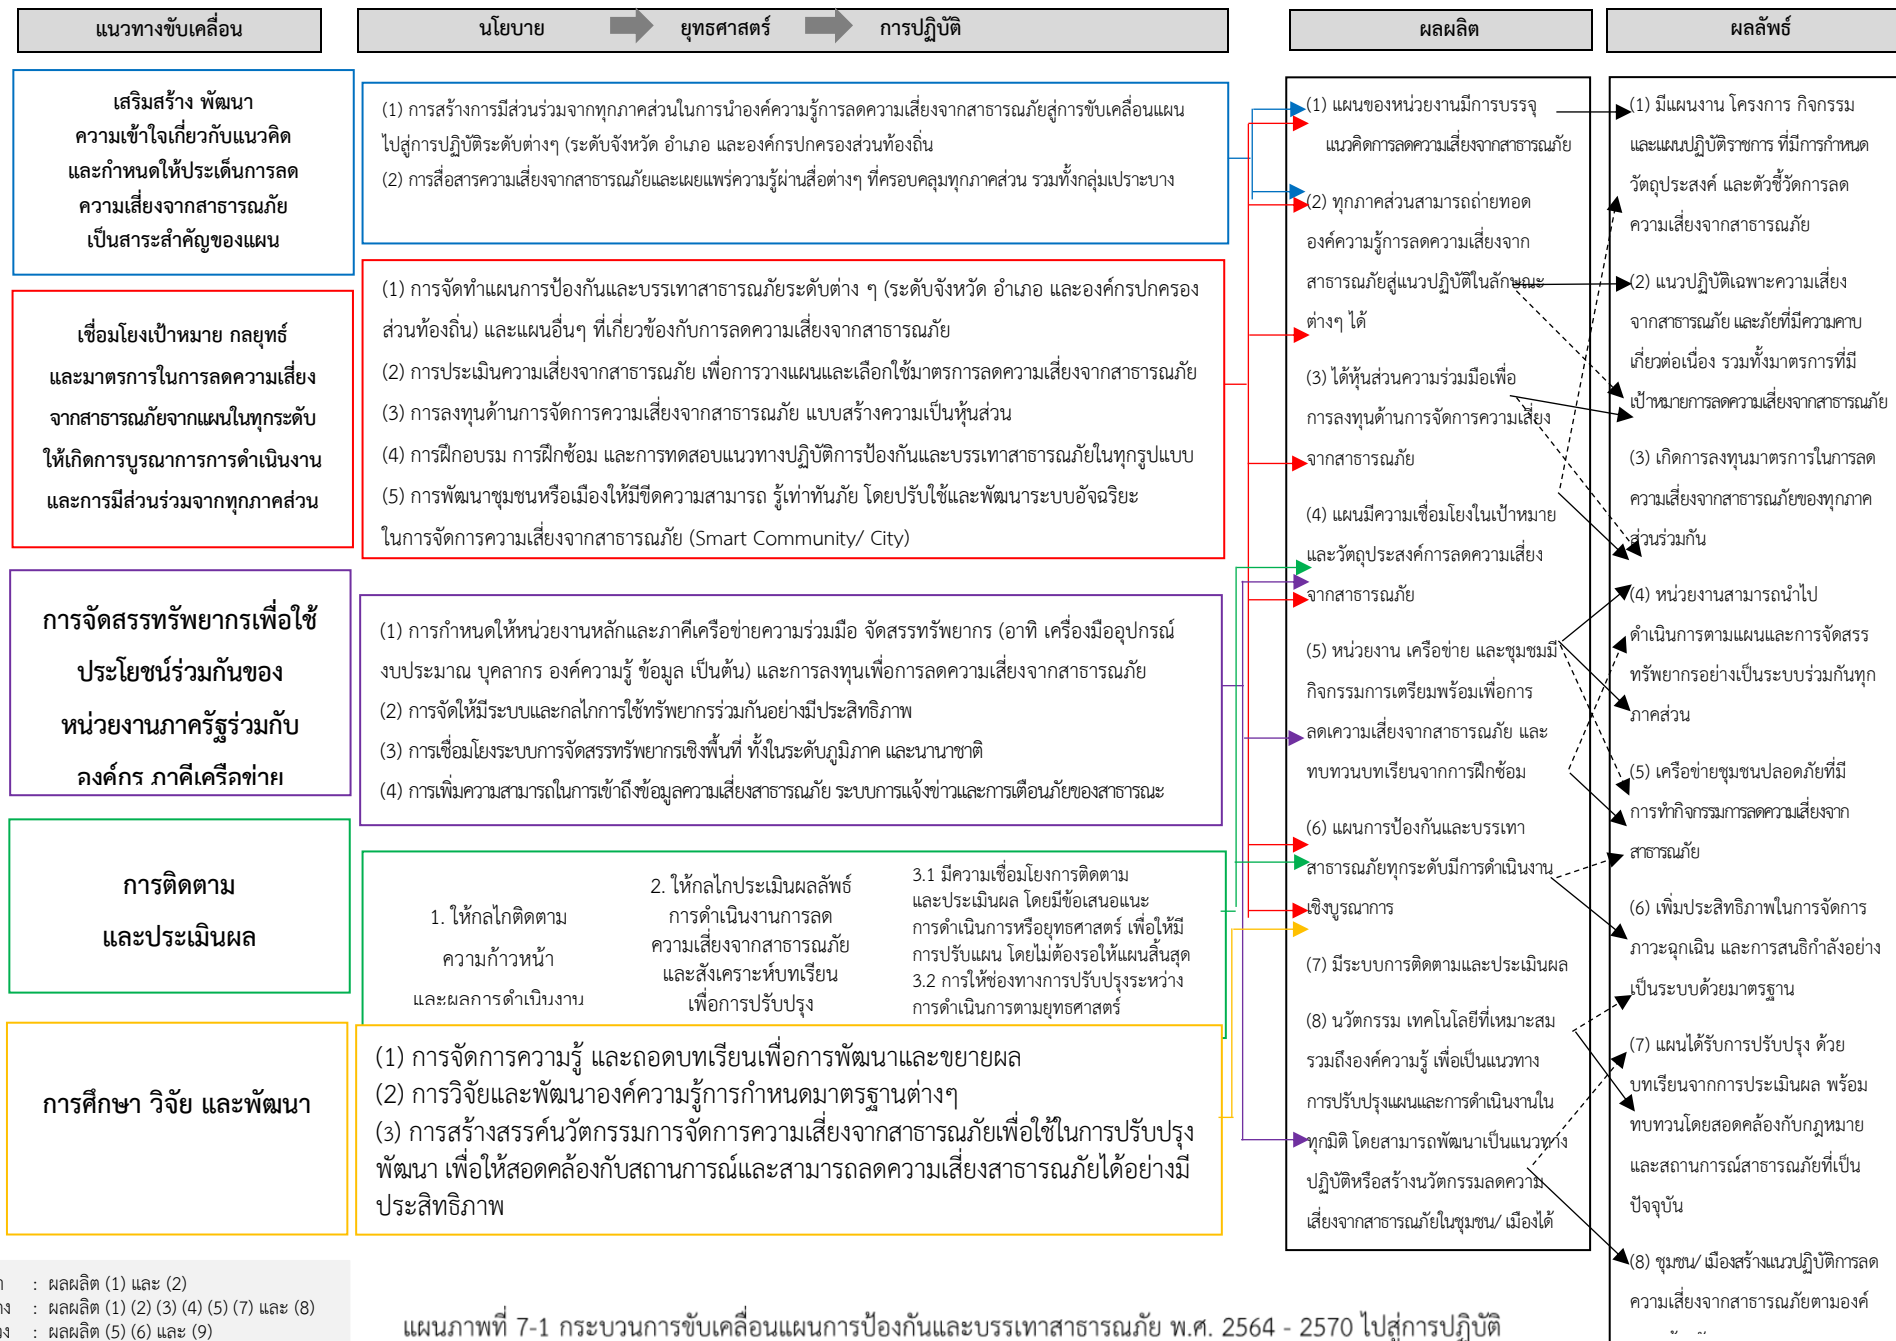 แนวทางขับเคลื่อน
นโยบาย
ยุทธศาสตร์
การปฏิบัติ
ผลผลิต
ผลลัพธ์
เสริมสร้าง พัฒนา
ความเข้าใจเกี่ยวกับแนวคิด
และกำหนดให้ประเด็นการลด
ความเสี่ยงจากสาธารณภัย
เป็นสาระสำคัญของแผน
(1) การสร้างการมีส่วนร่วมจากทุกภาคส่วนในการนำองค์ความรู้การลดความเสี่ยงจากสาธารณภัยสู่การขับเคลื่อนแผน
ไปสู่การปฏิบัติระดับต่างๆ (ระดับจังหวัด อำเภอ และองค์กรปกครองส่วนท้องถิ่น
(2) การสื่อสารความเสี่ยงจากสาธารณภัยและเผยแพร่ความรู้ผ่านสื่อต่างๆ ที่ครอบคลุมทุกภาคส่วน รวมทั้งกลุ่มเปราะบาง
เชื่อมโยงเป้าหมาย กลยุทธ์
และมาตรการในการลดความเสี่ยง
จากสาธารณภัยจากแผนในทุกระดับ
ให้เกิดการบูรณาการการดำเนินงาน
และการมีส่วนร่วมจากทุกภาคส่วน
(1) การจัดทำแผนการป้องกันและบรรเทาสาธารณภัยระดับต่าง ๆ (ระดับจังหวัด อำเภอ และองค์กรปกครอง
ส่วนท้องถิ่น) และแผนอื่นๆ ที่เกี่ยวข้องกับการลดความเสี่ยงจากสาธารณภัย
(2) การประเมินความเสี่ยงจากสาธารณภัย เพื่อการวางแผนและเลือกใช้มาตรการลดความเสี่ยงจากสาธารณภัย
(3) การลงทุนด้านการจัดการความเสี่ยงจากสาธารณภัย แบบสร้างความเป็นหุ้นส่วน
(4) การฝึกอบรม การฝึกซ้อม และการทดสอบแนวทางปฏิบัติการป้องกันและบรรเทาสาธารณภัยในทุกรูปแบบ
(5) การพัฒนาชุมชนหรือเมืองให้มีขีดความสามารถ รู้เท่าทันภัย โดยปรับใช้และพัฒนาระบบอัจฉริยะ
ในการจัดการความเสี่ยงจากสาธารณภัย (Smart Community/ City)
การจัดสรรทรัพยากรเพื่อใช้
ประโยชน์ร่วมกันของ
หน่วยงานภาครัฐร่วมกับ
องค์กร ภาคีเครือข่าย
(1) การกำหนดให้หน่วยงานหลักและภาคีเครือข่ายความร่วมมือ จัดสรรทรัพยากร (อาทิ เครื่องมืออุปกรณ์
งบประมาณ บุคลากร องค์ความรู้ ข้อมูล เป็นต้น) และการลงทุนเพื่อการลดความเสี่ยงจากสาธารณภัย
(2) การจัดให้มีระบบและกลไกการใช้ทรัพยากรร่วมกันอย่างมีประสิทธิภาพ
(3) การเชื่อมโยงระบบการจัดสรรทรัพยากรเชิงพื้นที่ ทั้งในระดับภูมิภาค และนานาชาติ
(4) การเพิ่มความสามารถในการเข้าถึงข้อมูลความเสี่ยงสาธารณภัย ระบบการแจ้งข่าวและการเตือนภัยของสาธารณะ
การติดตาม
และประเมินผล
1. ให้กลไกติดตาม
ความก้าวหน้า
และผลการดำเนินงาน
2. ให้กลไกประเมินผลลัพธ์
การดำเนินงานการลด
ความเสี่ยงจากสาธารณภัย
และสังเคราะห์บทเรียน
เพื่อการปรับปรุง
3.1 มีความเชื่อมโยงการติดตาม
และประเมินผล โดยมีข้อเสนอแนะ
การดำเนินการหรือยุทธศาสตร์ เพื่อให้มี
การปรับแผน โดยไม่ต้องรอให้แผนสิ้นสุด
3.2 การให้ช่องทางการปรับปรุงระหว่าง
การดำเนินการตามยุทธศาสตร์
การศึกษา วิจัย และพัฒนา
(1) การจัดการความรู้ และถอดบทเรียนเพื่อการพัฒนาและขยายผล
(2) การวิจัยและพัฒนาองค์ความรู้การกำหนดมาตรฐานต่างๆ
(3) การสร้างสรรค์นวัตกรรมการจัดการความเสี่ยงจากสาธารณภัยเพื่อใช้ในการปรับปรุง
พัฒนา เพื่อให้สอดคล้องกับสถานการณ์และสามารถลดความเสี่ยงสาธารณภัยได้อย่างมี
ประสิทธิภาพ
(1) แผนของหน่วยงานมีการบรรจุ
แนวคิดการลดความเสี่ยงจากสาธารณภัย
(2) ทุกภาคส่วนสามารถถ่ายทอด
องค์ความรู้การลดความเสี่ยงจาก
สาธารณภัยสู่แนวปฏิบัติในลักษณะ
ต่างๆ ได้
(3) ได้หุ้นส่วนความร่วมมือเพื่อ
การลงทุนด้านการจัดการความเสี่ยง
จากสาธารณภัย
(4) แผนมีความเชื่อมโยงในเป้าหมาย
และวัตถุประสงค์การลดความเสี่ยง
จากสาธารณภัย
(5) หน่วยงาน เครือข่าย และชุมชนมี
กิจกรรมการเตรียมพร้อมเพื่อการ
ลดเความเสี่ยงจากสาธารณภัย และ
ทบทวนบทเรียนจากการฝึกซ้อม
(6) แผนการป้องกันและบรรเทา
สาธารณภัยทุกระดับมีการดำเนินงาน
เชิงบูรณาการ
(7) มีระบบการติดตามและประเมินผล
(8) นวัตกรรม เทคโนโลยีที่เหมาะสม
รวมถึงองค์ความรู้ เพื่อเป็นแนวทาง
การปรับปรุงแผนและการดำเนินงานใน
ทุกมิติ โดยสามารถพัฒนาเป็นแนวทาง
ปฏิบัติหรือสร้างนวัตกรรมลดความ
เสี่ยงจากสาธารณภัยในชุมชน/ เมืองได้
(1) มีแผนงาน โครงการ กิจกรรม
และแผนปฏิบัติราชการ ที่มีการกำหนด
วัตถุประสงค์ และตัวชี้วัดการลด
ความเสี่ยงจากสาธารณภัย
(2) แนวปฏิบัติเฉพาะความเสี่ยง
จากสาธารณภัย และภัยที่มีความคาบ
เกี่ยวต่อเนื่อง รวมทั้งมาตรการที่มี
เป้าหมายการลดความเสี่ยงจากสาธารณภัย
(3) เกิดการลงทุนมาตรการในการลด
ความเสี่ยงจากสาธารณภัยของทุกภาค
ส่วนร่วมกัน
(4) หน่วยงานสามารถนำไป
ดำเนินการตามแผนและการจัดสรร
ทรัพยากรอย่างเป็นระบบร่วมกันทุก
ภาคส่วน
(5) เครือข่ายชุมชนปลอดภัยที่มี
การทำกิจกรรมการลดความเสี่ยงจาก
สาธารณภัย
(6) เพิ่มประสิทธิภาพในการจัดการ
ภาวะฉุกเฉิน และการสนธิกำลังอย่าง
เป็นระบบด้วยมาตรฐาน
(7) แผนได้รับการปรับปรุง ด้วย
บทเรียนจากการประเมินผล พร้อม
ทบทวนโดยสอดคล้องกับกฎหมาย
และสถานการณ์สาธารณภัยที่เป็น
ปัจจุบัน
(8) ชุมชน/ เมืองสร้างแนวปฏิบัติการลด
ความเสี่ยงจากสาธารณภัยตามองค์
: ผลผลิต (1) และ (2)
: ผลผลิต (1) (2) (3) (4) (5) (7) และ (8)
: ผลผลิต (5) (6) และ (9)
แผนภาพที่ 7-1 กระบวนการขับเคลื่อนแผนการป้องกันและบรรเทาสาธารณภัย พ.ศ. 2564 - 2570 ไปสู่การปฏิบัติ